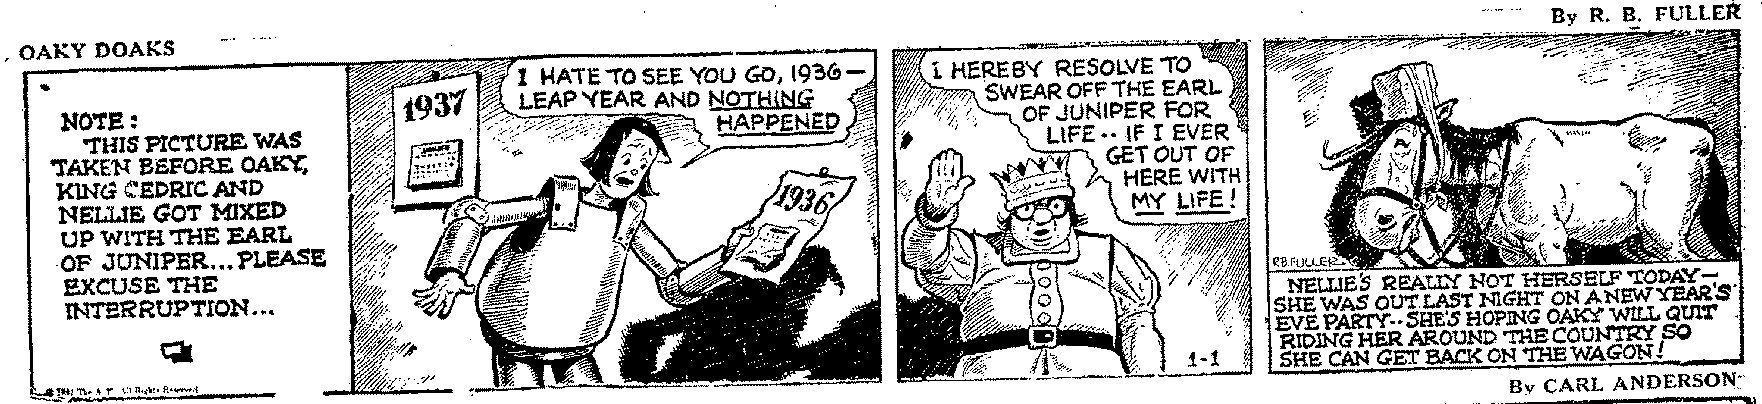 By R. B. FULLER
OAKY DOAKS
NOTE:
THIS PICTURE WAS
TAKEN BEFORE OAKY,
KING CEDRIC AND
NELLIE GOT MIXED
UP WITH THE EARL
OF JUNIPER... PLEASE
EXCUSE THE
INTERRUPTION...
All Rights Reserved
1937
I HATE TO SEE YOU GO, 1936—
LEAP YEAR AND NOTHING
HAPPENED
1936
I HEREBY RESOLVE TO
SWEAR OFF THE EARL
OF JUNIPER FOR
LIFE.. IF I EVER
GET OUT OF
HERE WITH
MY LIFE!
1-1
R.B. FULLER
NELLIE'S REALLY NOT HERSELF TODAY—
SHE WAS OUT LAST NIGHT ON A NEW YEAR'S
EVE PARTY.. SHE'S HOPING OAKY WILL QUIT
RIDING HER AROUND THE COUNTRY SO
SHE CAN GET BACK ON THE WAGON!
By CARL ANDERSON